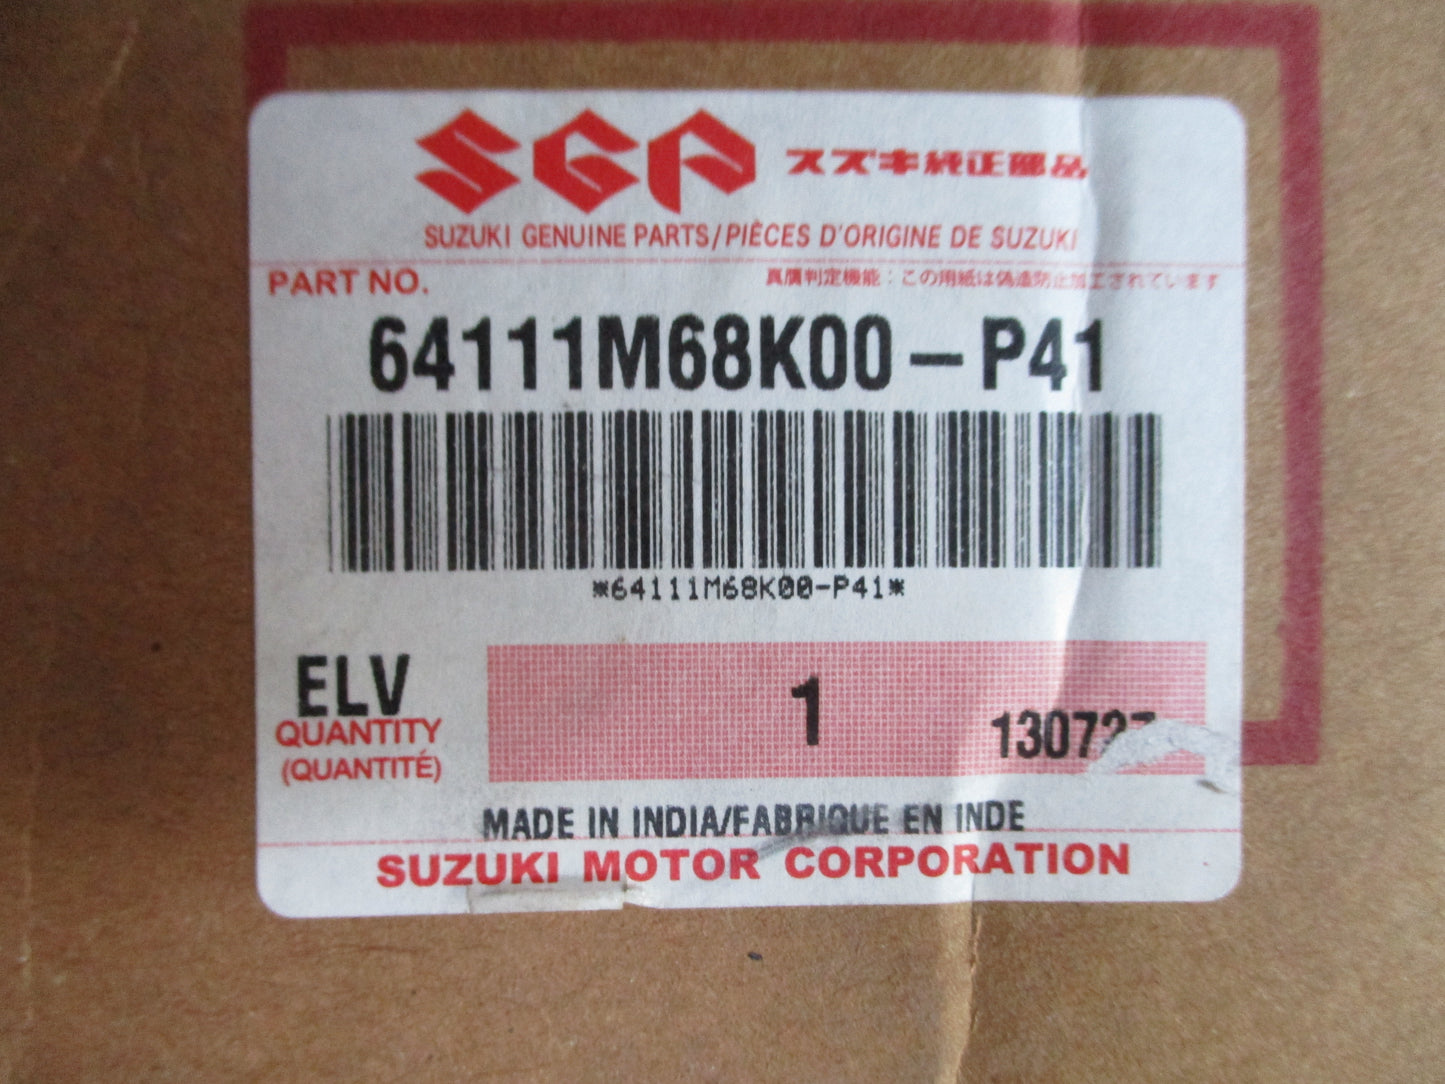 SGP スズキ純正部品
SUZUKI GENUINE PARTS/PIÈCES D'ORIGINE DE SUZUKI
PART NO. 真贋判定機能:この用紙は偽造防止加工されています
64111M68K00-P41
*64111M68K00-P41*
ELV
QUANTITY
(QUANTITÉ)
1
MADE IN INDIA/FABRIQUE EN INDE
SUZUKI MOTOR CORPORATION